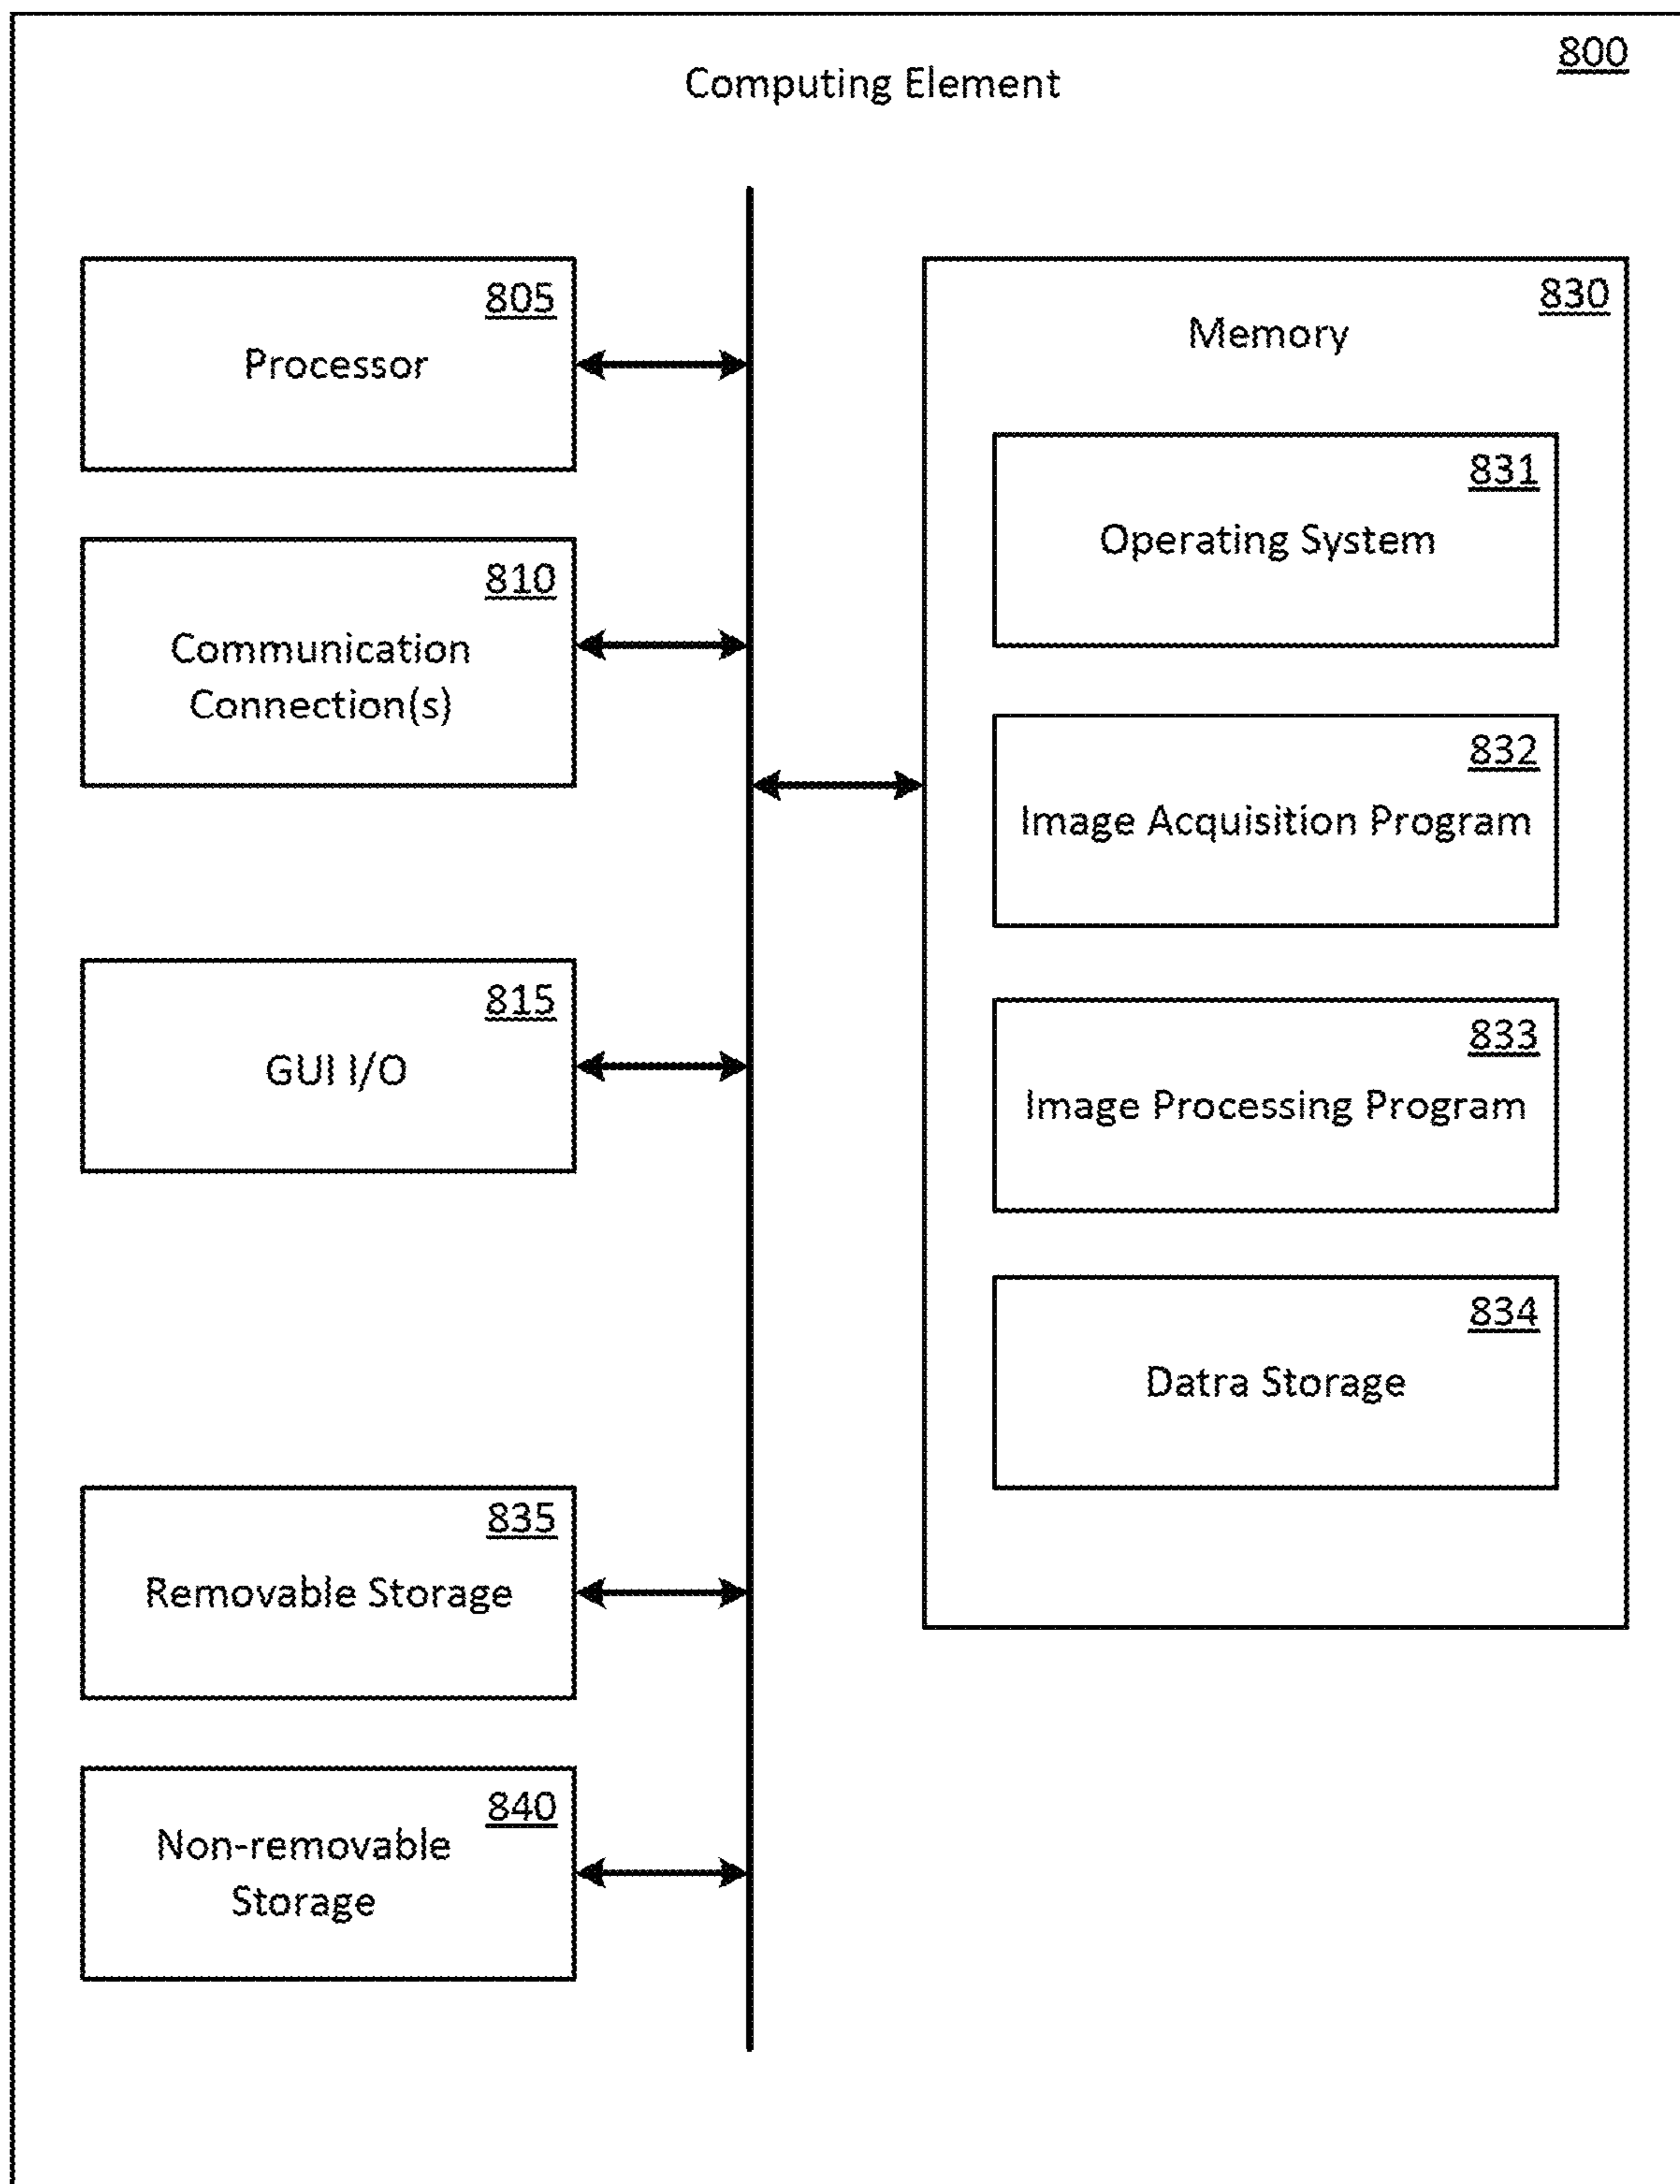 800
Computing Element
805
Processor
810
Communication
Connection(s)
815
GUI I/O
835
Removable Storage
840
Non-removable
Storage
830
Memory
831
Operating System
832
Image Acquisition Program
833
Image Processing Program
834
Datra Storage